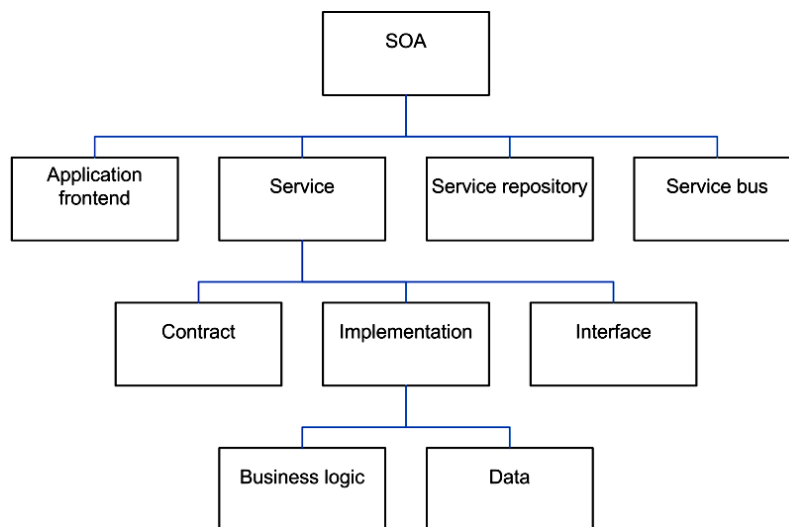 SOA
Application
frontend
Service
Service repository
Service bus
Contract
Implementation
Interface
Business logic
Data